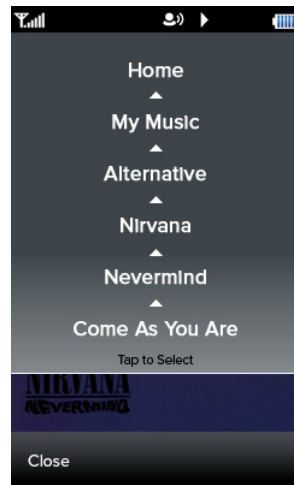 Home
My Music
Alternative
Nirvana
Nevermind
Come As You Are
Tap to Select
NIRVANA
NEVERMIND
Close